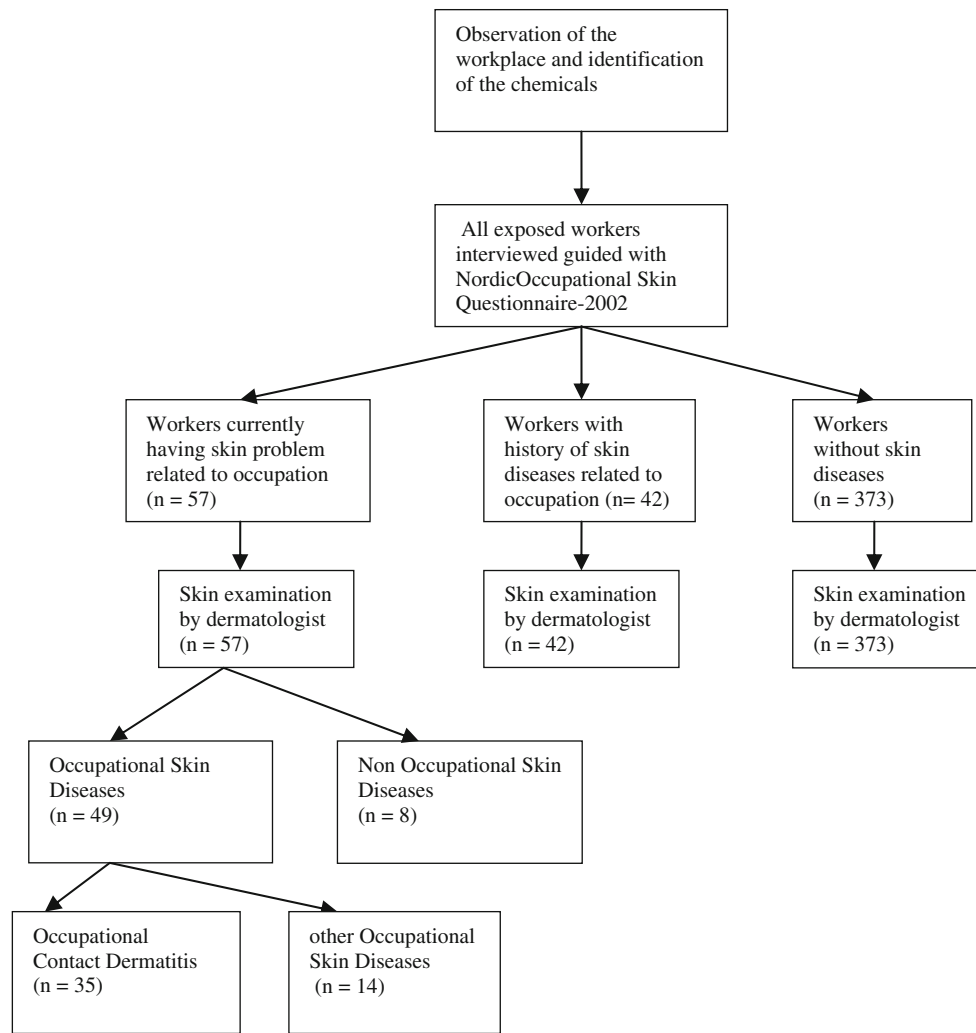 Observation of the
workplace and identification
of the chemicals
All exposed workers
interviewed guided with
NordicOccupational Skin
Questionnaire-2002
Workers currently
having skin problem
related to occupation
(n = 57)
Workers with
history of skin
diseases related to
occupation (n= 42)
Workers
without skin
diseases
(n = 373)
Skin examination
by dermatologist
(n = 57)
Skin examination
by dermatologist
(n = 42)
Skin examination
by dermatologist
(n = 373)
Occupational Skin
Diseases
(n = 49)
Non Occupational Skin
Diseases
(n = 8)
Occupational
Contact Dermatitis
(n = 35)
other Occupational
Skin Diseases
(n = 14)